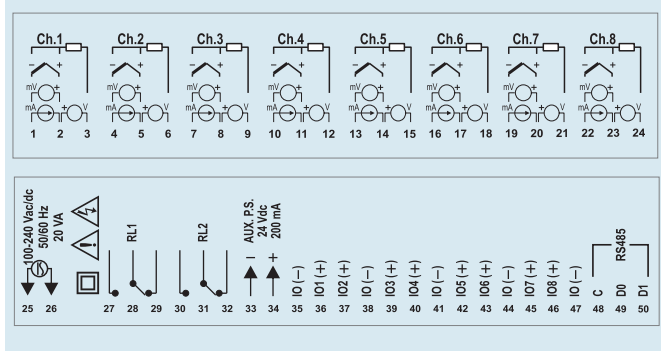 Ch.1 Ch.2 Ch.3 Ch.4 Ch.5 Ch.6 Ch.7 Ch.8
− + − + − + − + − + − + − + − +
mV + mV + mV + mV + mV + mV + mV + mV +
mA + V mA + V mA + V mA + V mA + V mA + V mA + V mA + V
1 2 3 4 5 6 7 8 9 10 11 12 13 14 15 16 17 18 19 20 21 22 23 24
100-240 Vac/dc
50/60 Hz
20 VA
RL1
RL2
AUX. P.S.
24 Vdc
200 mA
− +
IO (−)
IO1 (+)
IO2 (+)
IO (−)
IO3 (+)
IO4 (+)
IO (−)
IO5 (+)
IO6 (+)
IO (−)
IO7 (+)
IO8 (+)
IO (−)
RS485
C
D0
D1
25 26 27 28 29 30 31 32 33 34 35 36 37 38 39 40 41 42 43 44 45 46 47 48 49 50